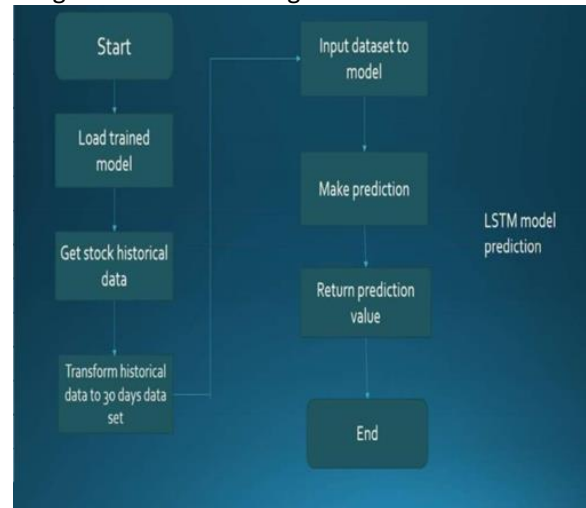 Start
Load trained
model
Get stock historical
data
Transform historical
data to 30 days data
set
Input dataset to
model
Make prediction
Return prediction
value
End
LSTM model
prediction